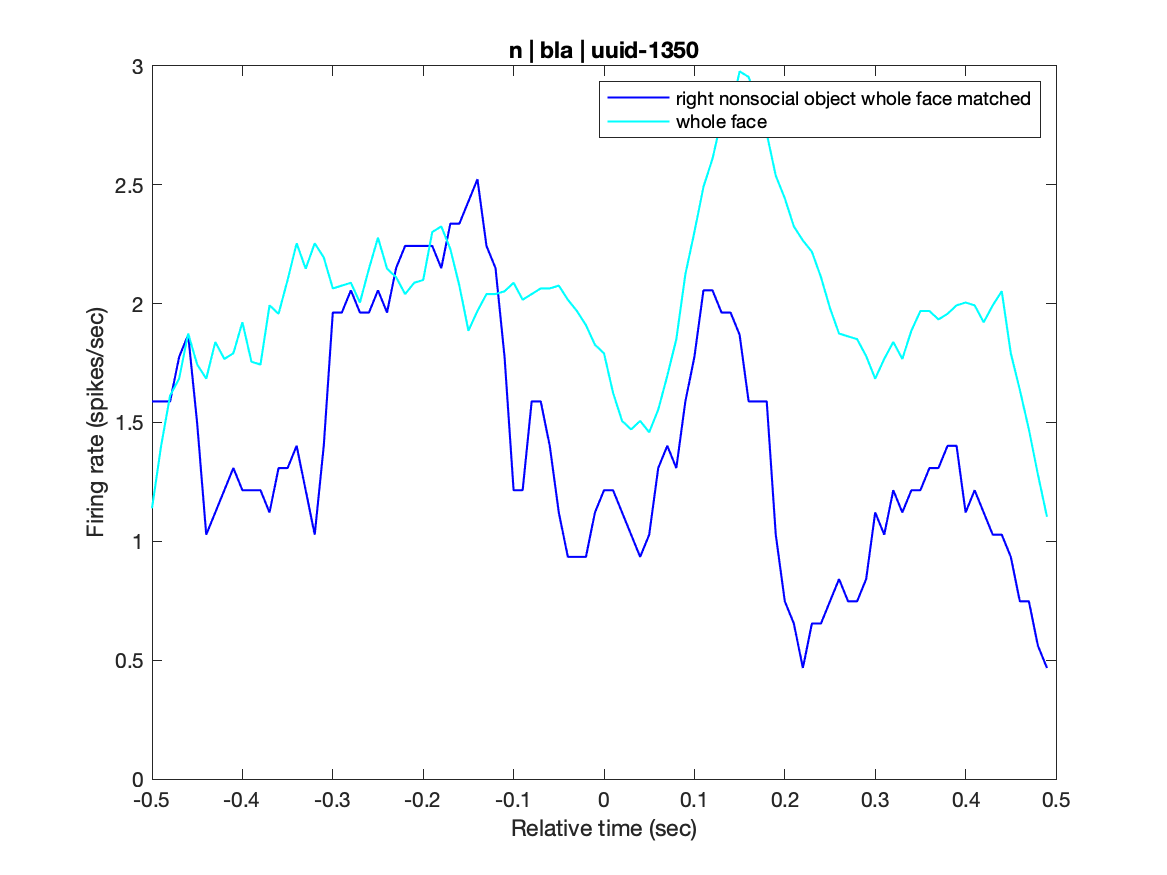 n | bla | uuid-1350
right nonsocial object whole face matched
whole face
Firing rate (spikes/sec)
3
2.5
2
1.5
1
0.5
0
-0.5 -0.4 -0.3 -0.2 -0.1 0 0.1 0.2 0.3 0.4 0.5
Relative time (sec)